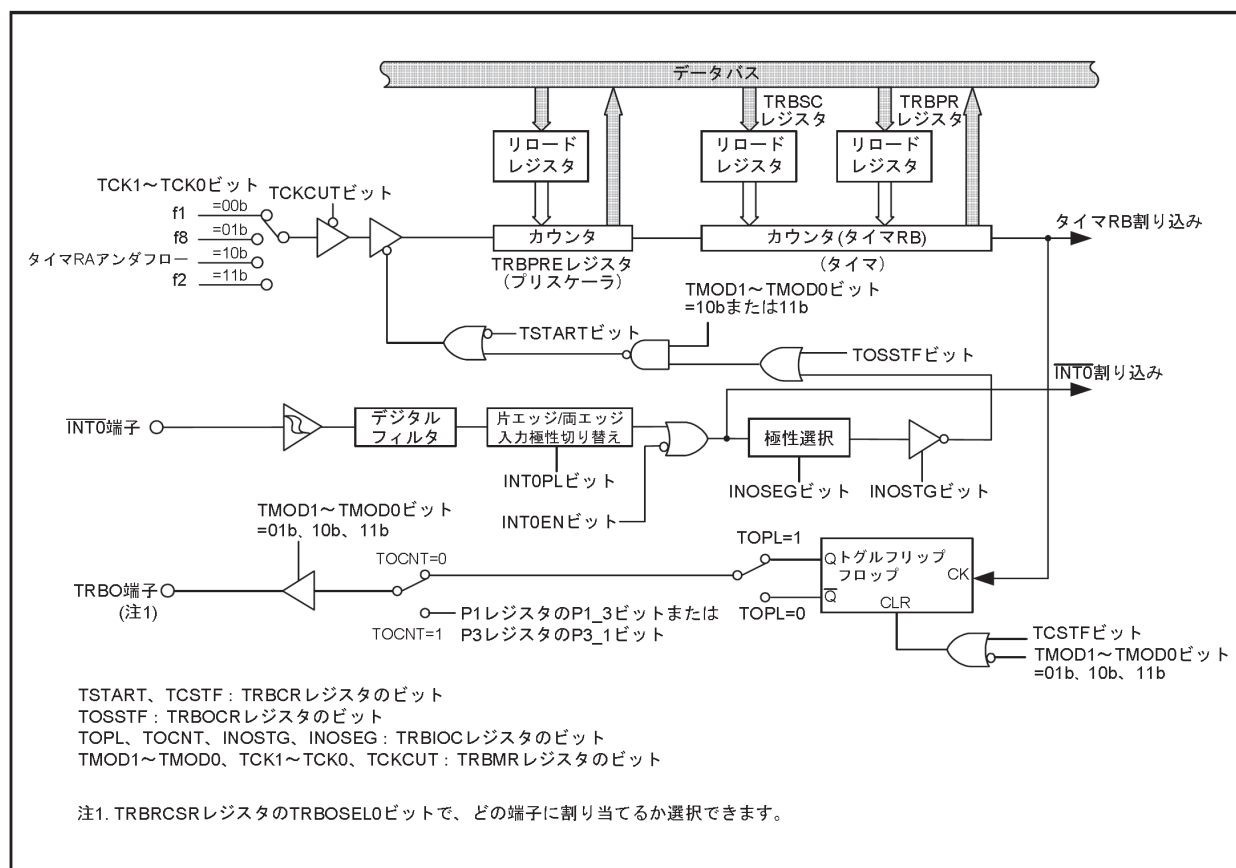 データバス
TRBSC
レジスタ
TRBPR
レジスタ
リロード
レジスタ
リロード
レジスタ
リロード
レジスタ
TCK1～TCK0ビット
TCKCUTビット
f1
=00b
f8
=01b
タイマRAアンダフロー
=10b
f2
=11b
カウンタ
TRBPREレジスタ
(プリスケーラ)
カウンタ(タイマRB)
(タイマ)
タイマRB割り込み
TMOD1～TMOD0ビット
=10bまたは11b
TSTARTビット
TOSSTFビット
INT0割り込み
INT0端子
デジタル
フィルタ
片エッジ/両エッジ
入力極性切り替え
極性選択
INT0PLビット
INOSEGビット
INOSTGビット
INT0ENビット
TMOD1～TMOD0ビット
=01b、10b、11b
TRBO端子
(注1)
TOCNT=0
TOCNT=1
P1レジスタのP1_3ビットまたは
P3レジスタのP3_1ビット
TOPL=1
TOPL=0
Q トグルフリップ
フロップ
Q
CK
CLR
TCSTFビット
TMOD1～TMOD0ビット
=01b、10b、11b
TSTART、TCSTF：TRBCRレジスタのビット
TOSSTF：TRBOCRレジスタのビット
TOPL、TOCNT、INOSTG、INOSEG：TRBIOCレジスタのビット
TMOD1～TMOD0、TCK1～TCK0、TCKCUT：TRBMRレジスタのビット
注1. TRBRCSRレジスタのTRBOSEL0ビットで、どの端子に割り当てるか選択できます。